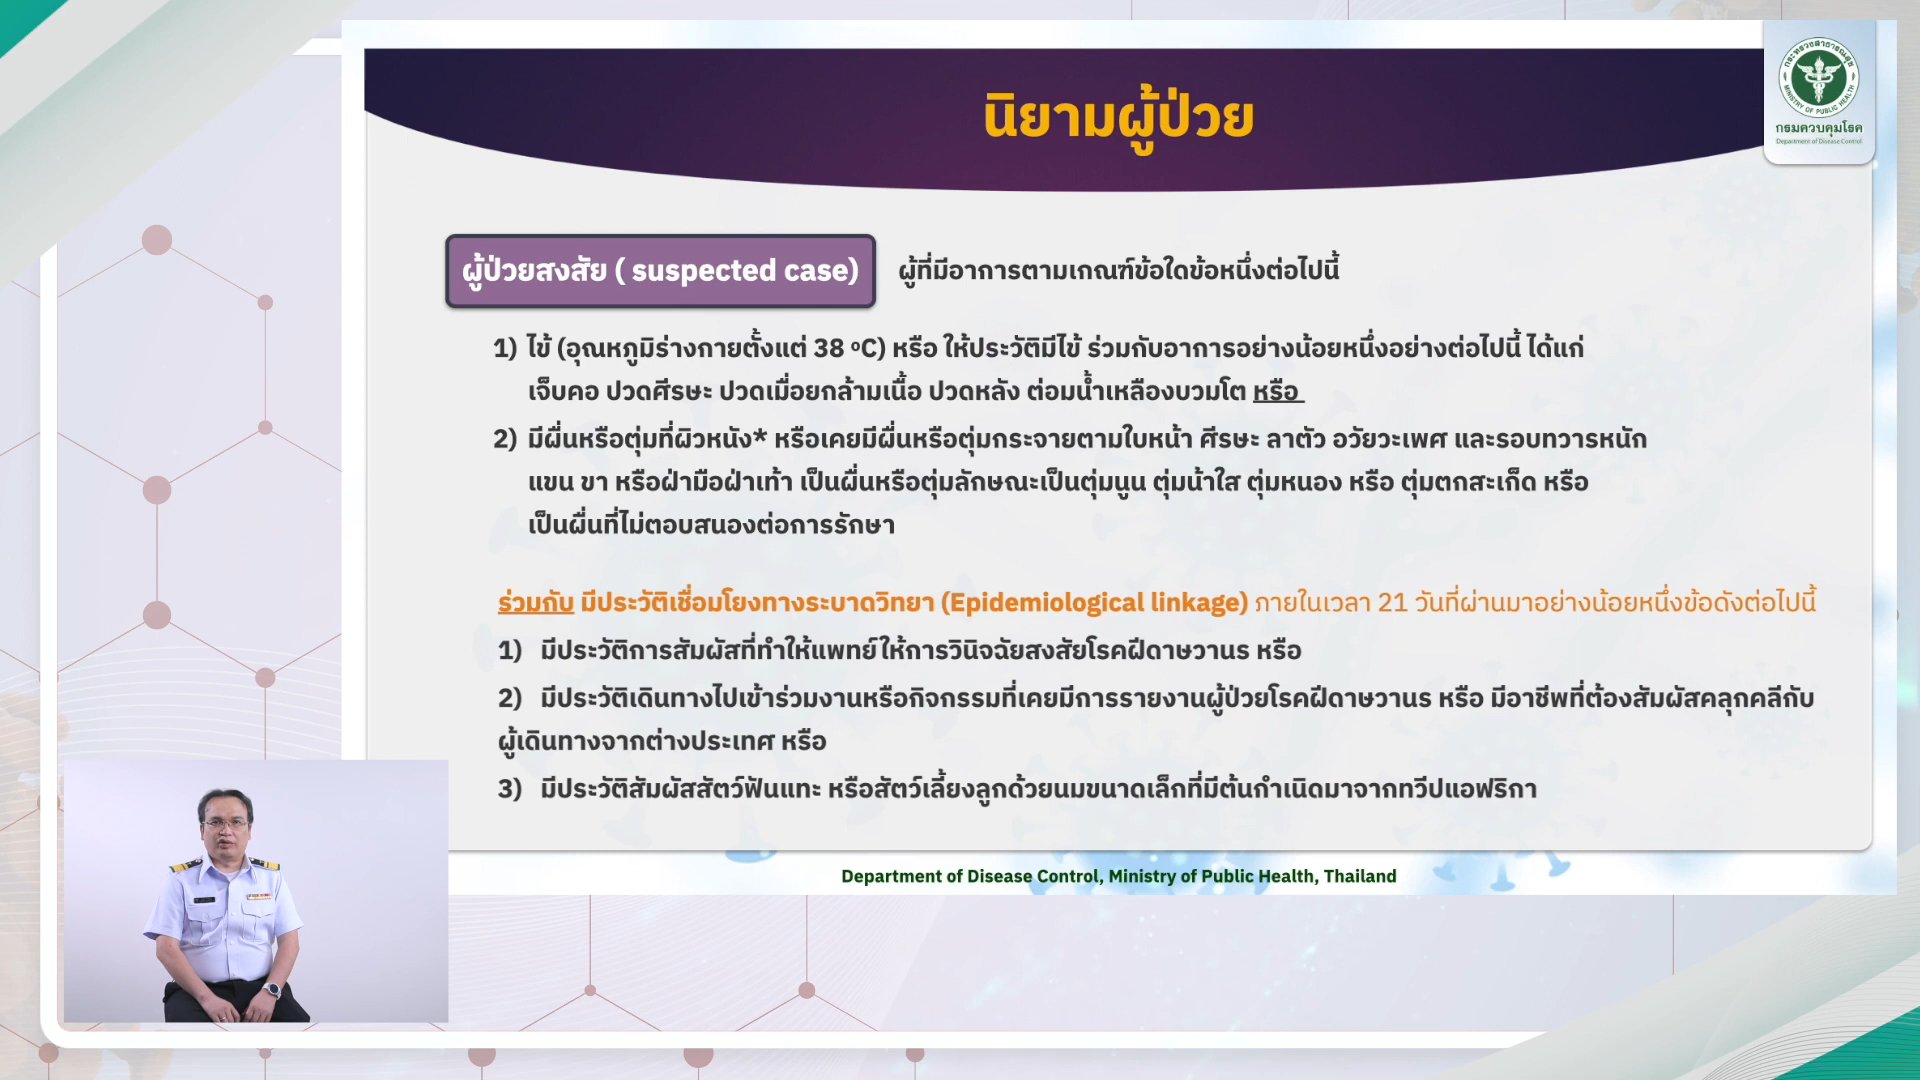 นิยามผู้ป่วย
กระทรวงสาธารณสุข
MINISTRY OF PUBLIC HEALTH
กรมควบคุมโรค
Department of Disease Control
ผู้ป่วยสงสัย ( suspected case)
ผู้ที่มีอาการตามเกณฑ์ข้อใดข้อหนึ่งต่อไปนี้
1) ไข้ (อุณหภูมิร่างกายตั้งแต่ 38 ºC) หรือ ให้ประวัติมีไข้ ร่วมกับอาการอย่างน้อยหนึ่งอย่างต่อไปนี้ ได้แก่
เจ็บคอ ปวดศีรษะ ปวดเมื่อยกล้ามเนื้อ ปวดหลัง ต่อมน้ำเหลืองบวมโต หรือ
2) มีผื่นหรือตุ่มที่ผิวหนัง* หรือเคยมีผื่นหรือตุ่มกระจายตามใบหน้า ศีรษะ ลาตัว อวัยวะเพศ และรอบทวารหนัก
แขน ขา หรือฝ่ามือฝ่าเท้า เป็นผื่นหรือตุ่มลักษณะเป็นตุ่มนูน ตุ่มน้าใส ตุ่มหนอง หรือ ตุ่มตกสะเก็ด หรือ
เป็นผื่นที่ไม่ตอบสนองต่อการรักษา
ร่วมกับ มีประวัติเชื่อมโยงทางระบาดวิทยา (Epidemiological linkage) ภายในเวลา 21 วันที่ผ่านมาอย่างน้อยหนึ่งข้อดังต่อไปนี้
1) มีประวัติการสัมผัสที่ทำให้แพทย์ให้การวินิจฉัยสงสัยโรคฝีดาษวานร หรือ
2) มีประวัติเดินทางไปเข้าร่วมงานหรือกิจกรรมที่เคยมีการรายงานผู้ป่วยโรคฝีดาษวานร หรือ มีอาชีพที่ต้องสัมผัสคลุกคลีกับ
ผู้เดินทางจากต่างประเทศ หรือ
3) มีประวัติสัมผัสสัตว์ฟันแทะ หรือสัตว์เลี้ยงลูกด้วยนมขนาดเล็กที่มีต้นกำเนิดมาจากทวีปแอฟริกา
Department of Disease Control, Ministry of Public Health, Thailand